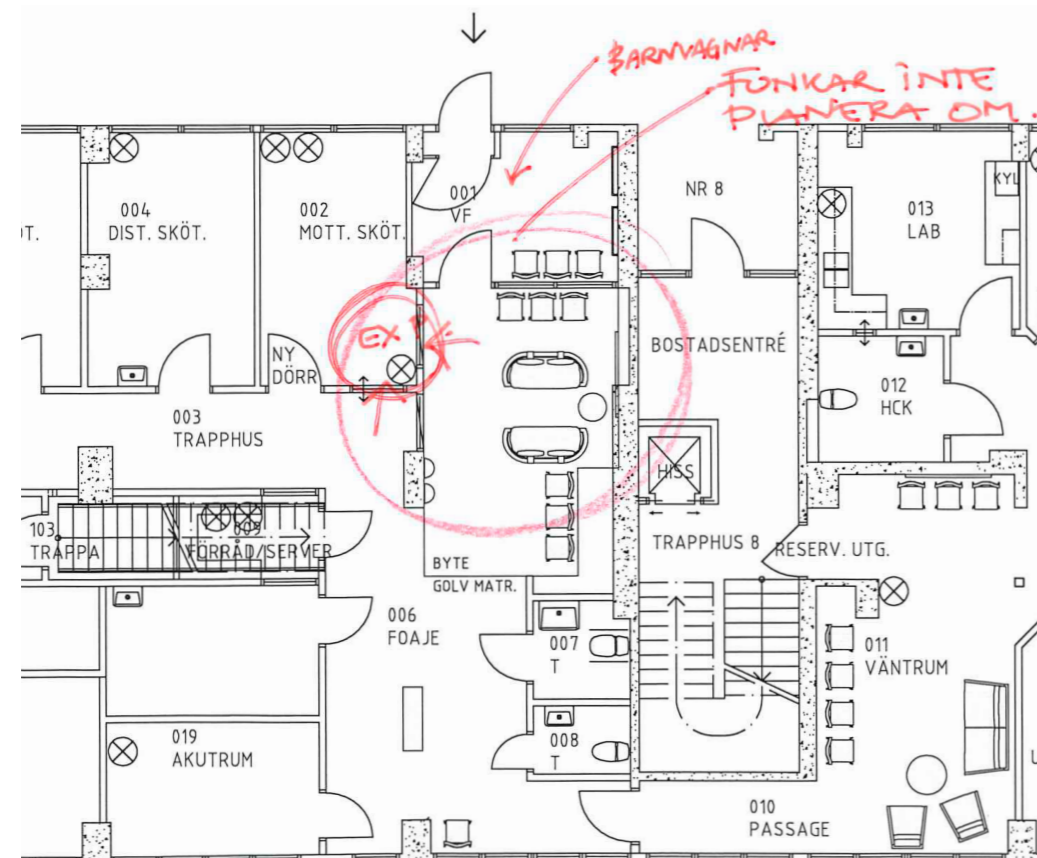 BARNVAGNAR
FUNKAR INTE
PLANERA OM.
001
VF
NR 8
KYL
004
DIST. SKÖT.
002
MOTT. SKÖT.
013
LAB
EX
NY
DÖRR
BOSTADSENTRÉ
012
HCK
003
TRAPPHUS
HISS
103
TRAPPA
FÖRRÅD/SERVER
TRAPPHUS 8
RESERV. UTG.
BYTE
GOLV MATR.
006
FOAJE
007
T
011
VÄNTRUM
008
T
019
AKUTRUM
010
PASSAGE